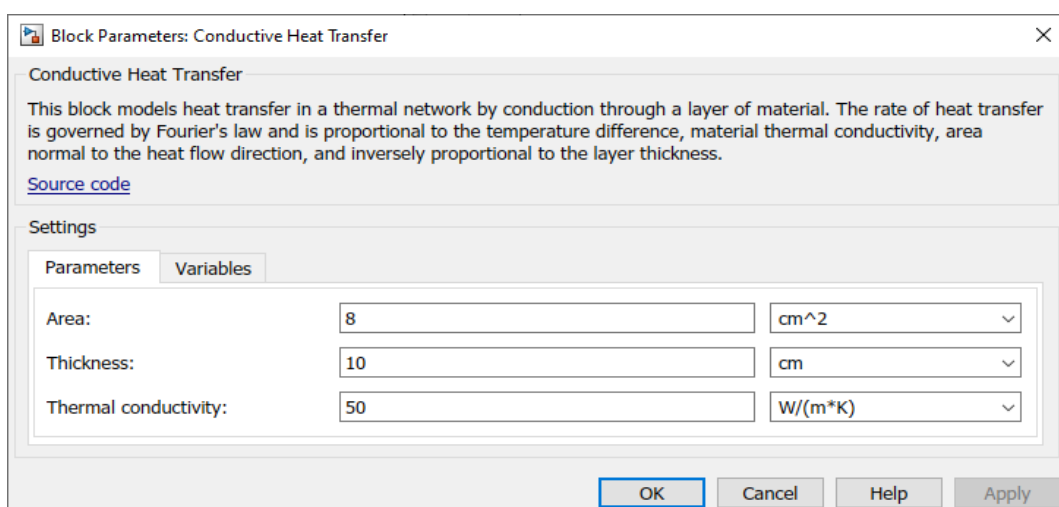 Block Parameters: Conductive Heat Transfer
Conductive Heat Transfer
This block models heat transfer in a thermal network by conduction through a layer of material. The rate of heat transfer
is governed by Fourier's law and is proportional to the temperature difference, material thermal conductivity, area
normal to the heat flow direction, and inversely proportional to the layer thickness.
Source code
Settings
Parameters Variables
Area: 8 cm^2
Thickness: 10 cm
Thermal conductivity: 50 W/(m*K)
OK Cancel Help Apply